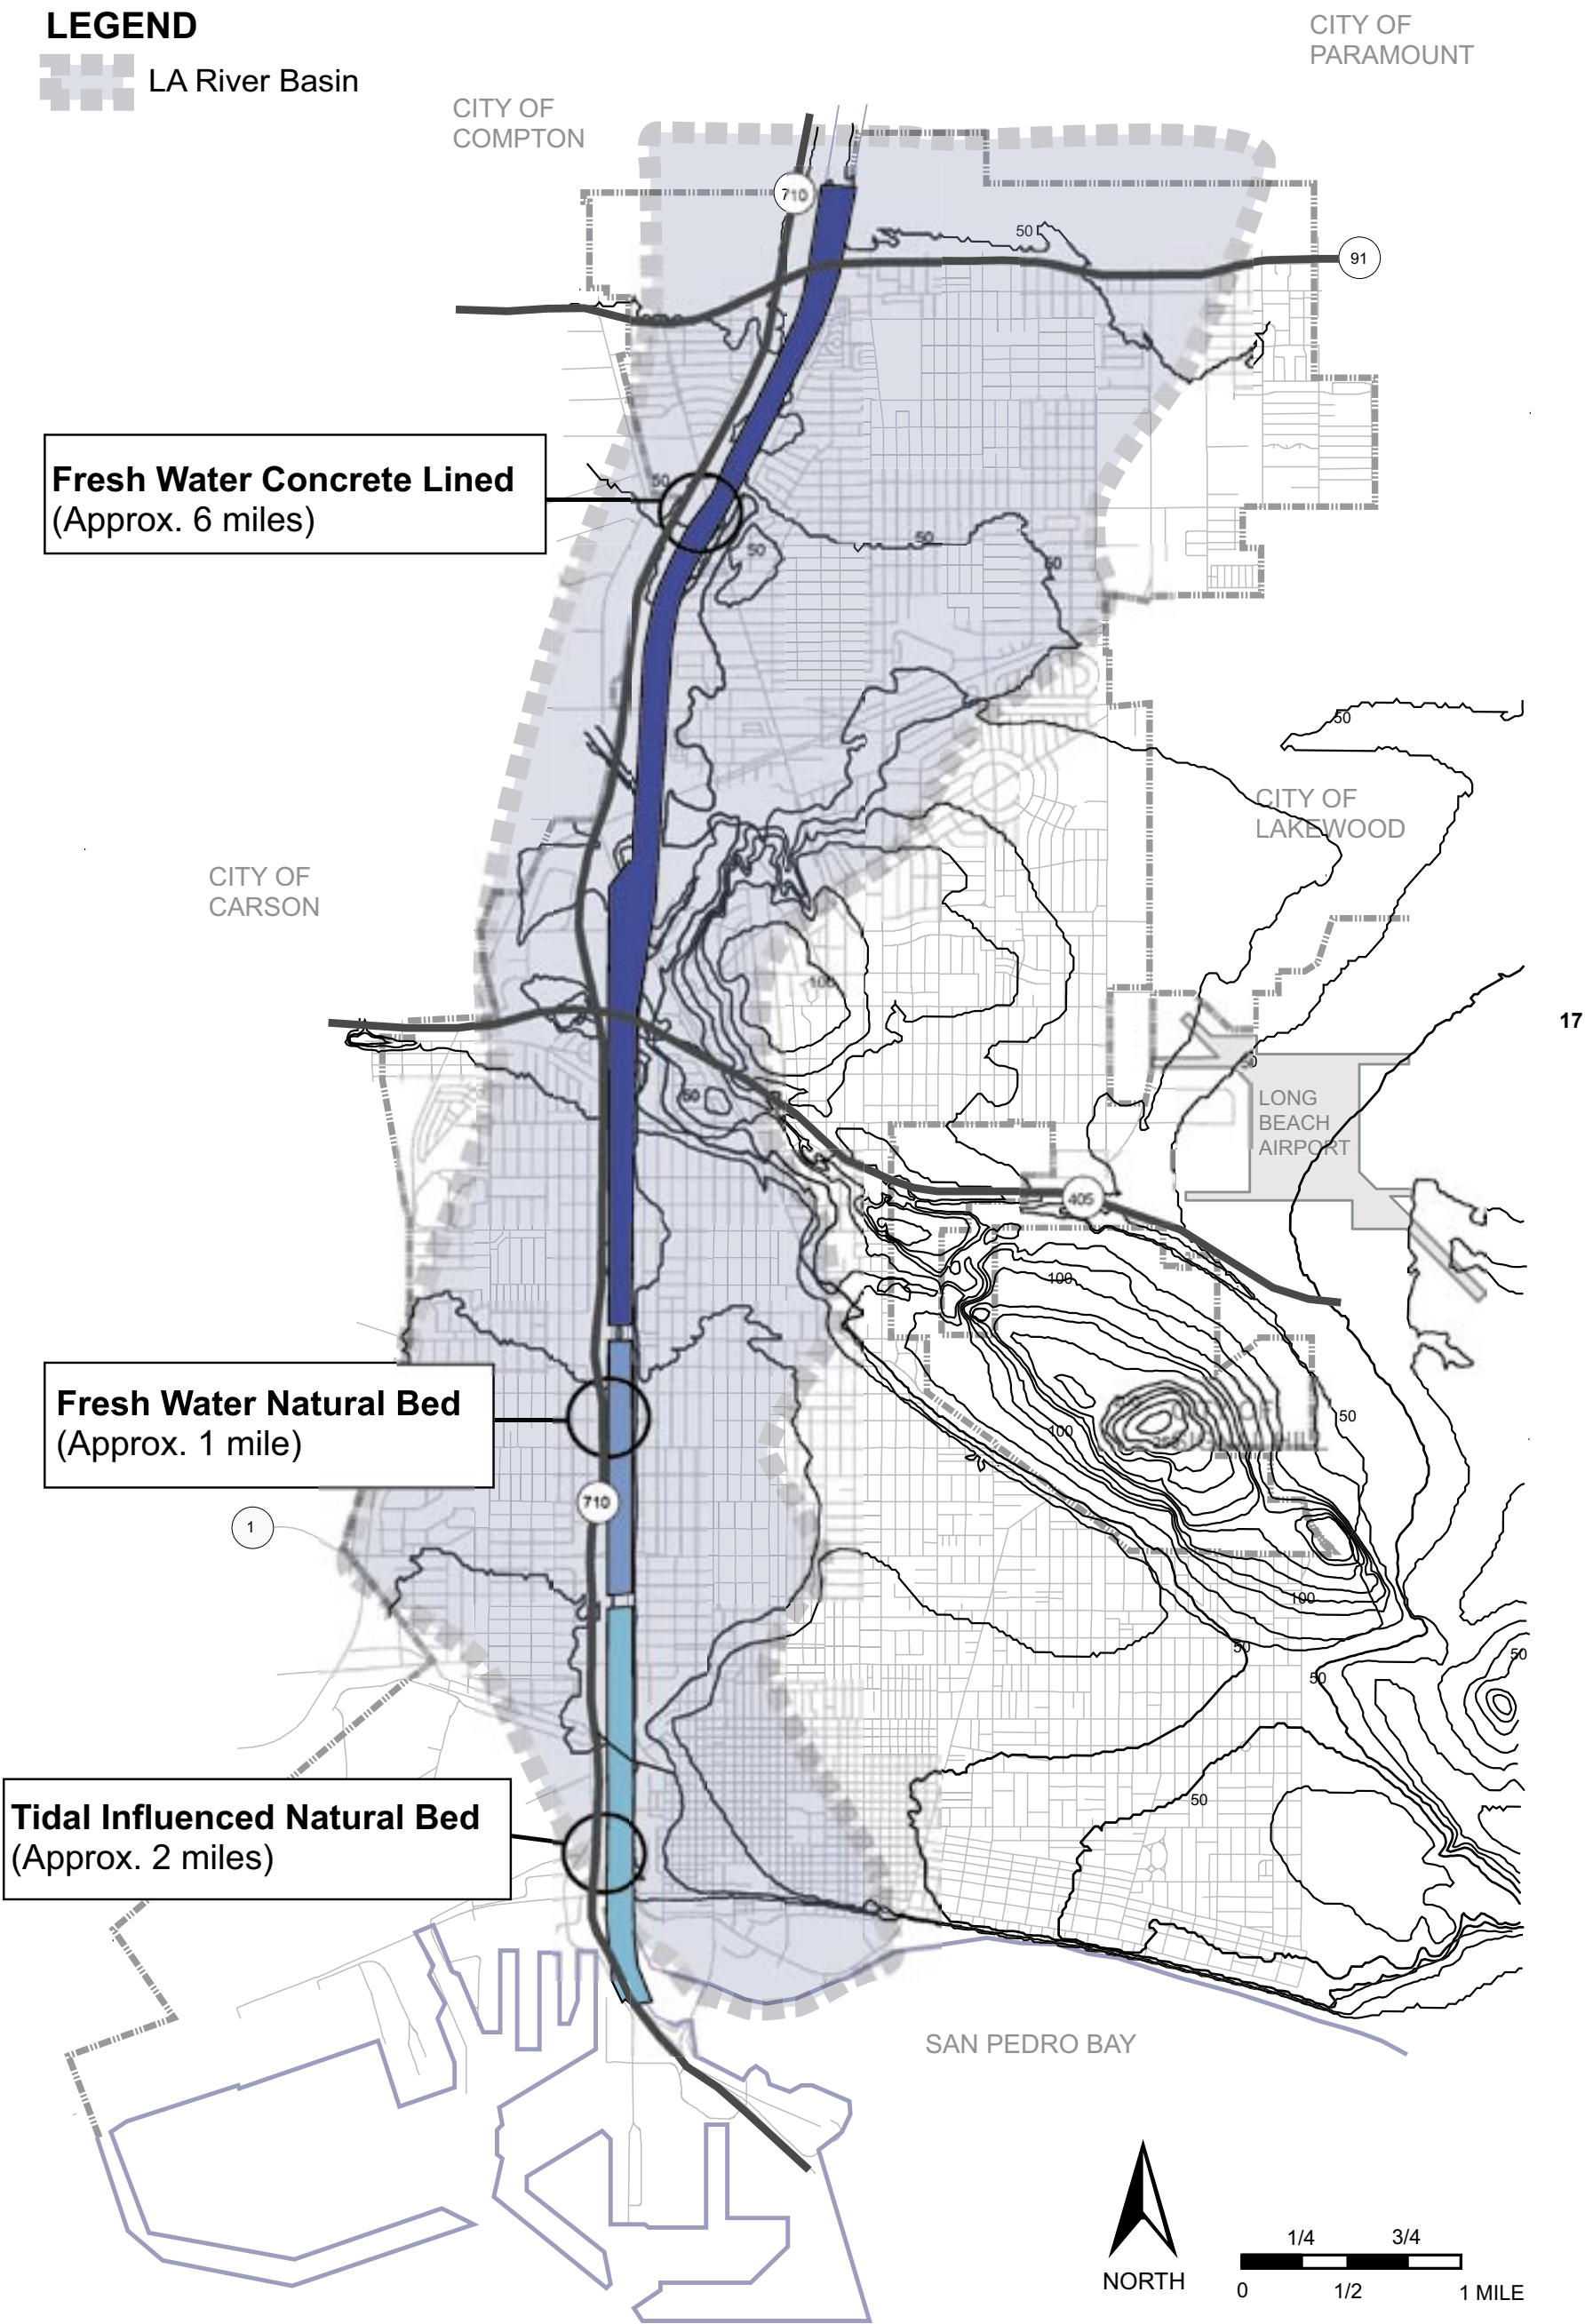 LEGEND
LA River Basin
CITY OF
PARAMOUNT
CITY OF
COMPTON
710
50
91
Fresh Water Concrete Lined
(Approx. 6 miles)
50
50
50
50
50
CITY OF
LAKEWOOD
CITY OF
CARSON
100
17
50
50
LONG
BEACH
AIRPORT
405
100
Fresh Water Natural Bed
(Approx. 1 mile)
50
100
710
1
100
50
50
50
50
Tidal Influenced Natural Bed
(Approx. 2 miles)
SAN PEDRO BAY
NORTH
1/4 3/4
0 1/2 1 MILE